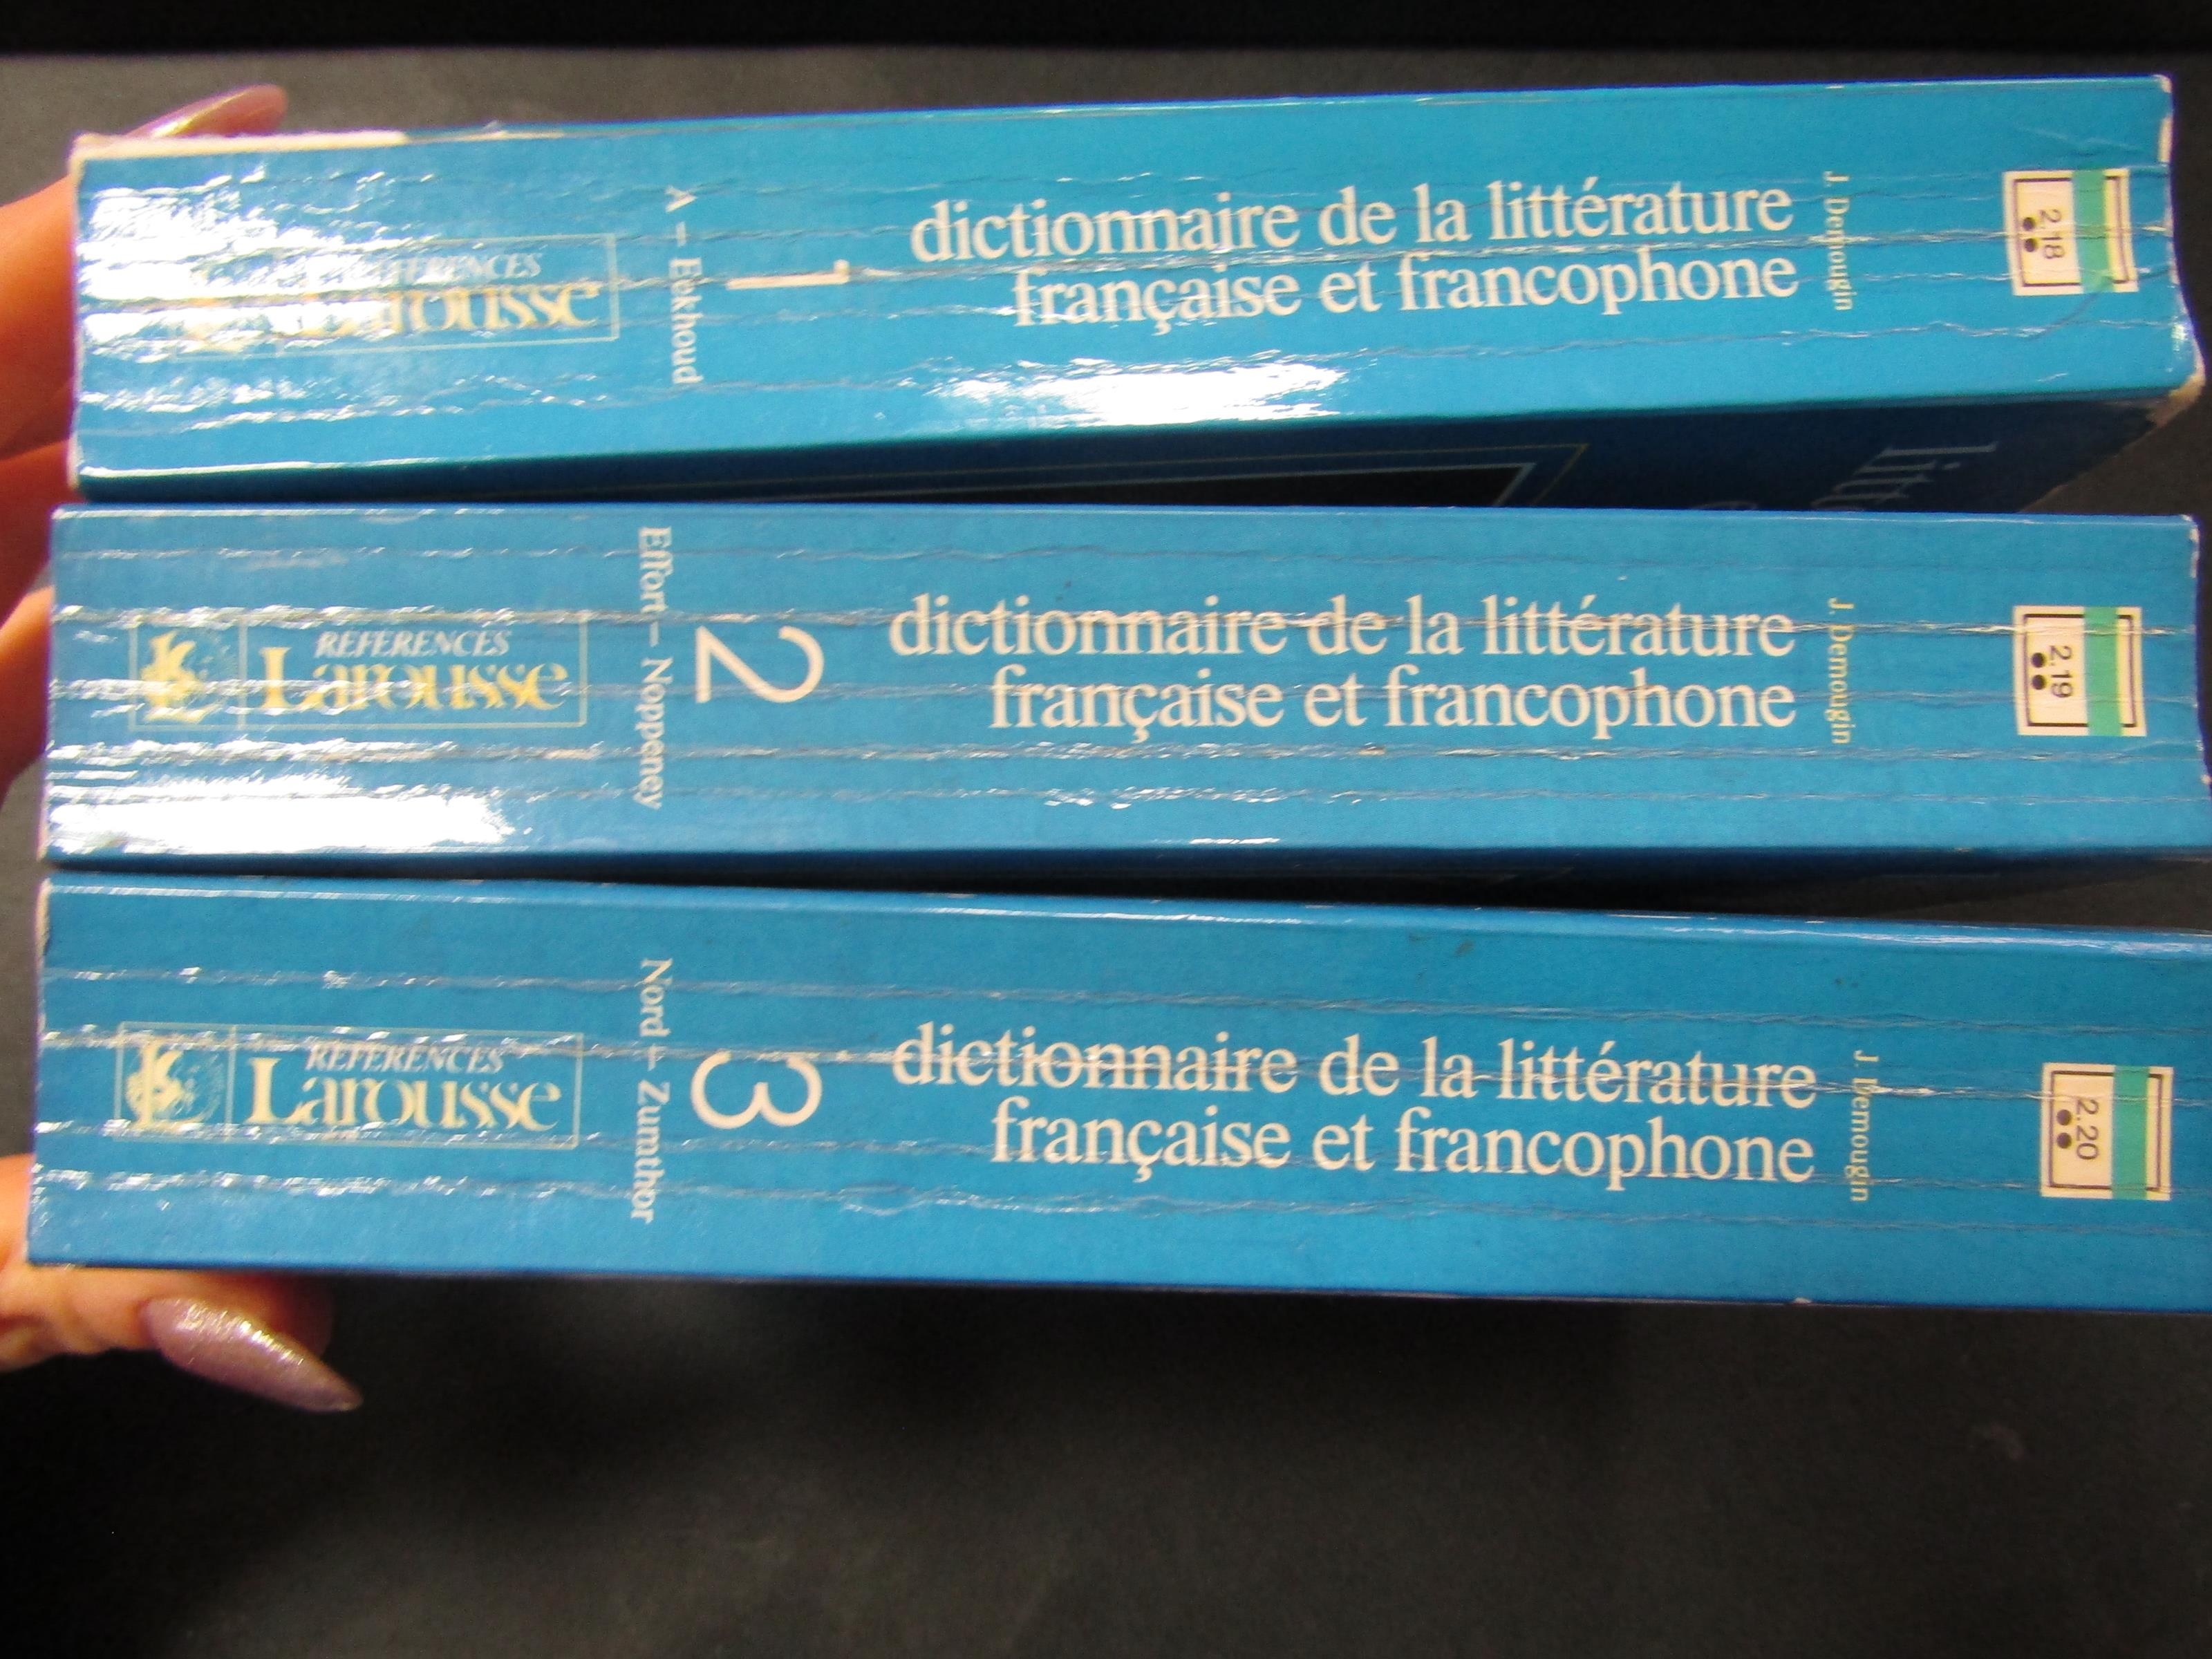 J. Demougin
dictionnaire de la littérature
française et francophone
1
A – Eekhoud
RÉFÉRENCES
Larousse
2.18
litt
J. Demougin
dictionnaire de la littérature
française et francophone
2
Effort – Noppeney
RÉFÉRENCES
Larousse
2.19
J. Demougin
dictionnaire de la littérature
française et francophone
3
Nord – Zumthor
RÉFÉRENCES
Larousse
2.20